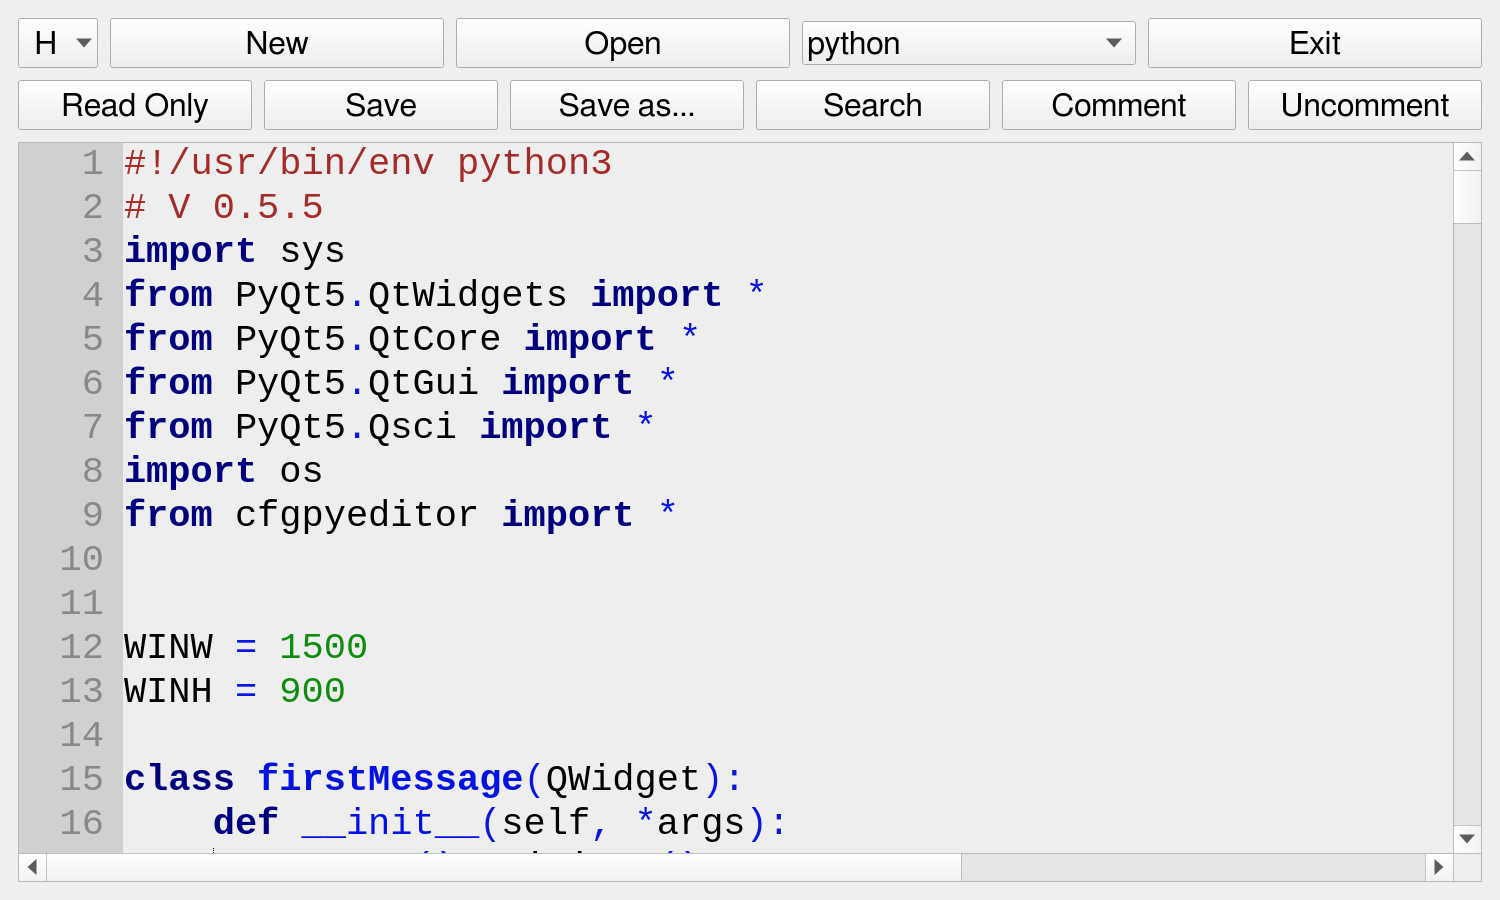 H New Open python Exit
Read Only Save Save as... Search Comment Uncomment
1 #!/usr/bin/env python3
2 # V 0.5.5
3 import sys
4 from PyQt5.QtWidgets import *
5 from PyQt5.QtCore import *
6 from PyQt5.QtGui import *
7 from PyQt5.Qsci import *
8 import os
9 from cfgpyeditor import *
10
11
12 WINW = 1500
13 WINH = 900
14
15 class firstMessage(QWidget):
16     def __init__(self, *args):